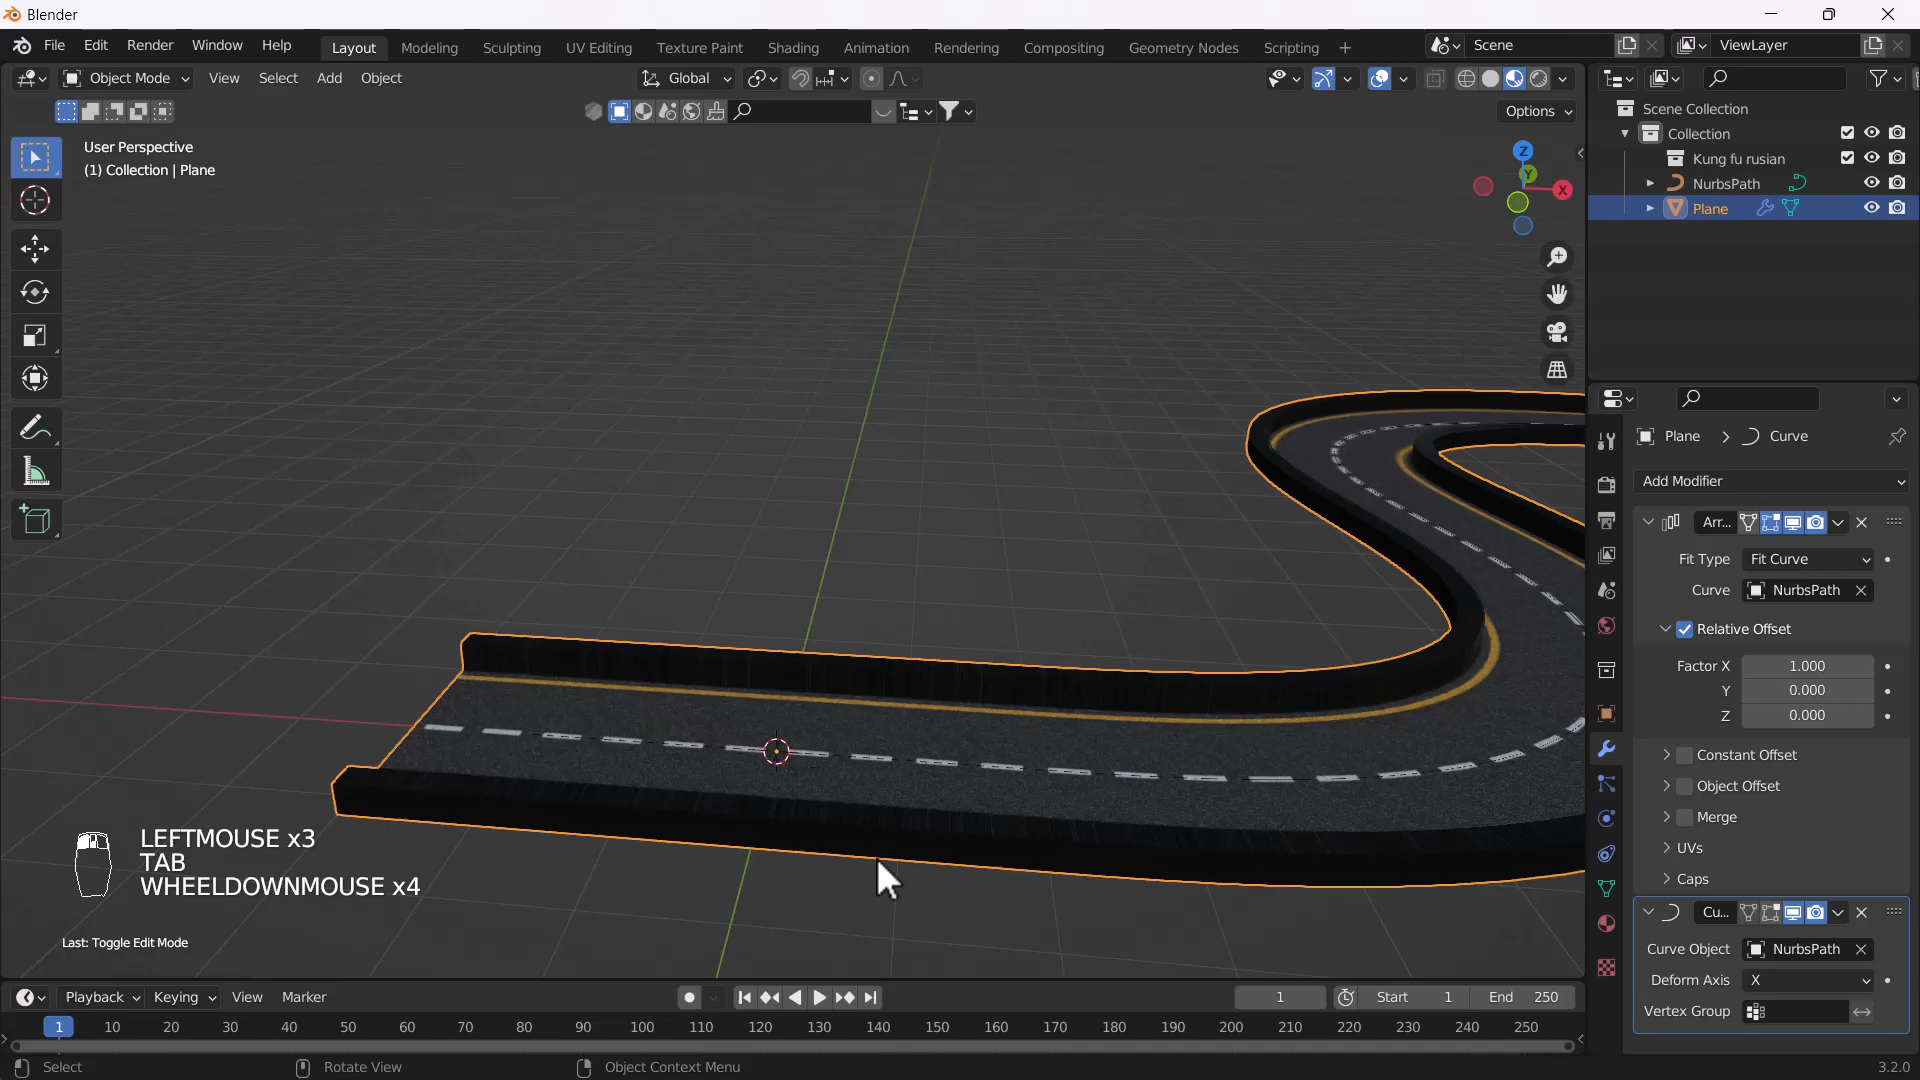 Blender
File Edit Render Window Help Layout Modeling Sculpting UV Editing Texture Paint Shading Animation Rendering Compositing Geometry Nodes Scripting + Scene ViewLayer
Object Mode View Select Add Object Global
Options
User Perspective
(1) Collection | Plane
Z
Y
X
Scene Collection
Collection
Kung fu rusian
NurbsPath
Plane
Plane > Curve
Add Modifier
Arr...
Fit Type Fit Curve
Curve NurbsPath
Relative Offset
Factor X 1.000
Y 0.000
Z 0.000
Constant Offset
Object Offset
Merge
UVs
Caps
Cu...
Curve Object NurbsPath
Deform Axis X
Vertex Group
LEFTMOUSE x3
TAB
WHEELDOWNMOUSE x4
Last: Toggle Edit Mode
Playback Keying View Marker 1 Start 1 End 250
1 10 20 30 40 50 60 70 80 90 100 110 120 130 140 150 160 170 180 190 200 210 220 230 240 250
Select Rotate View Object Context Menu 3.2.0